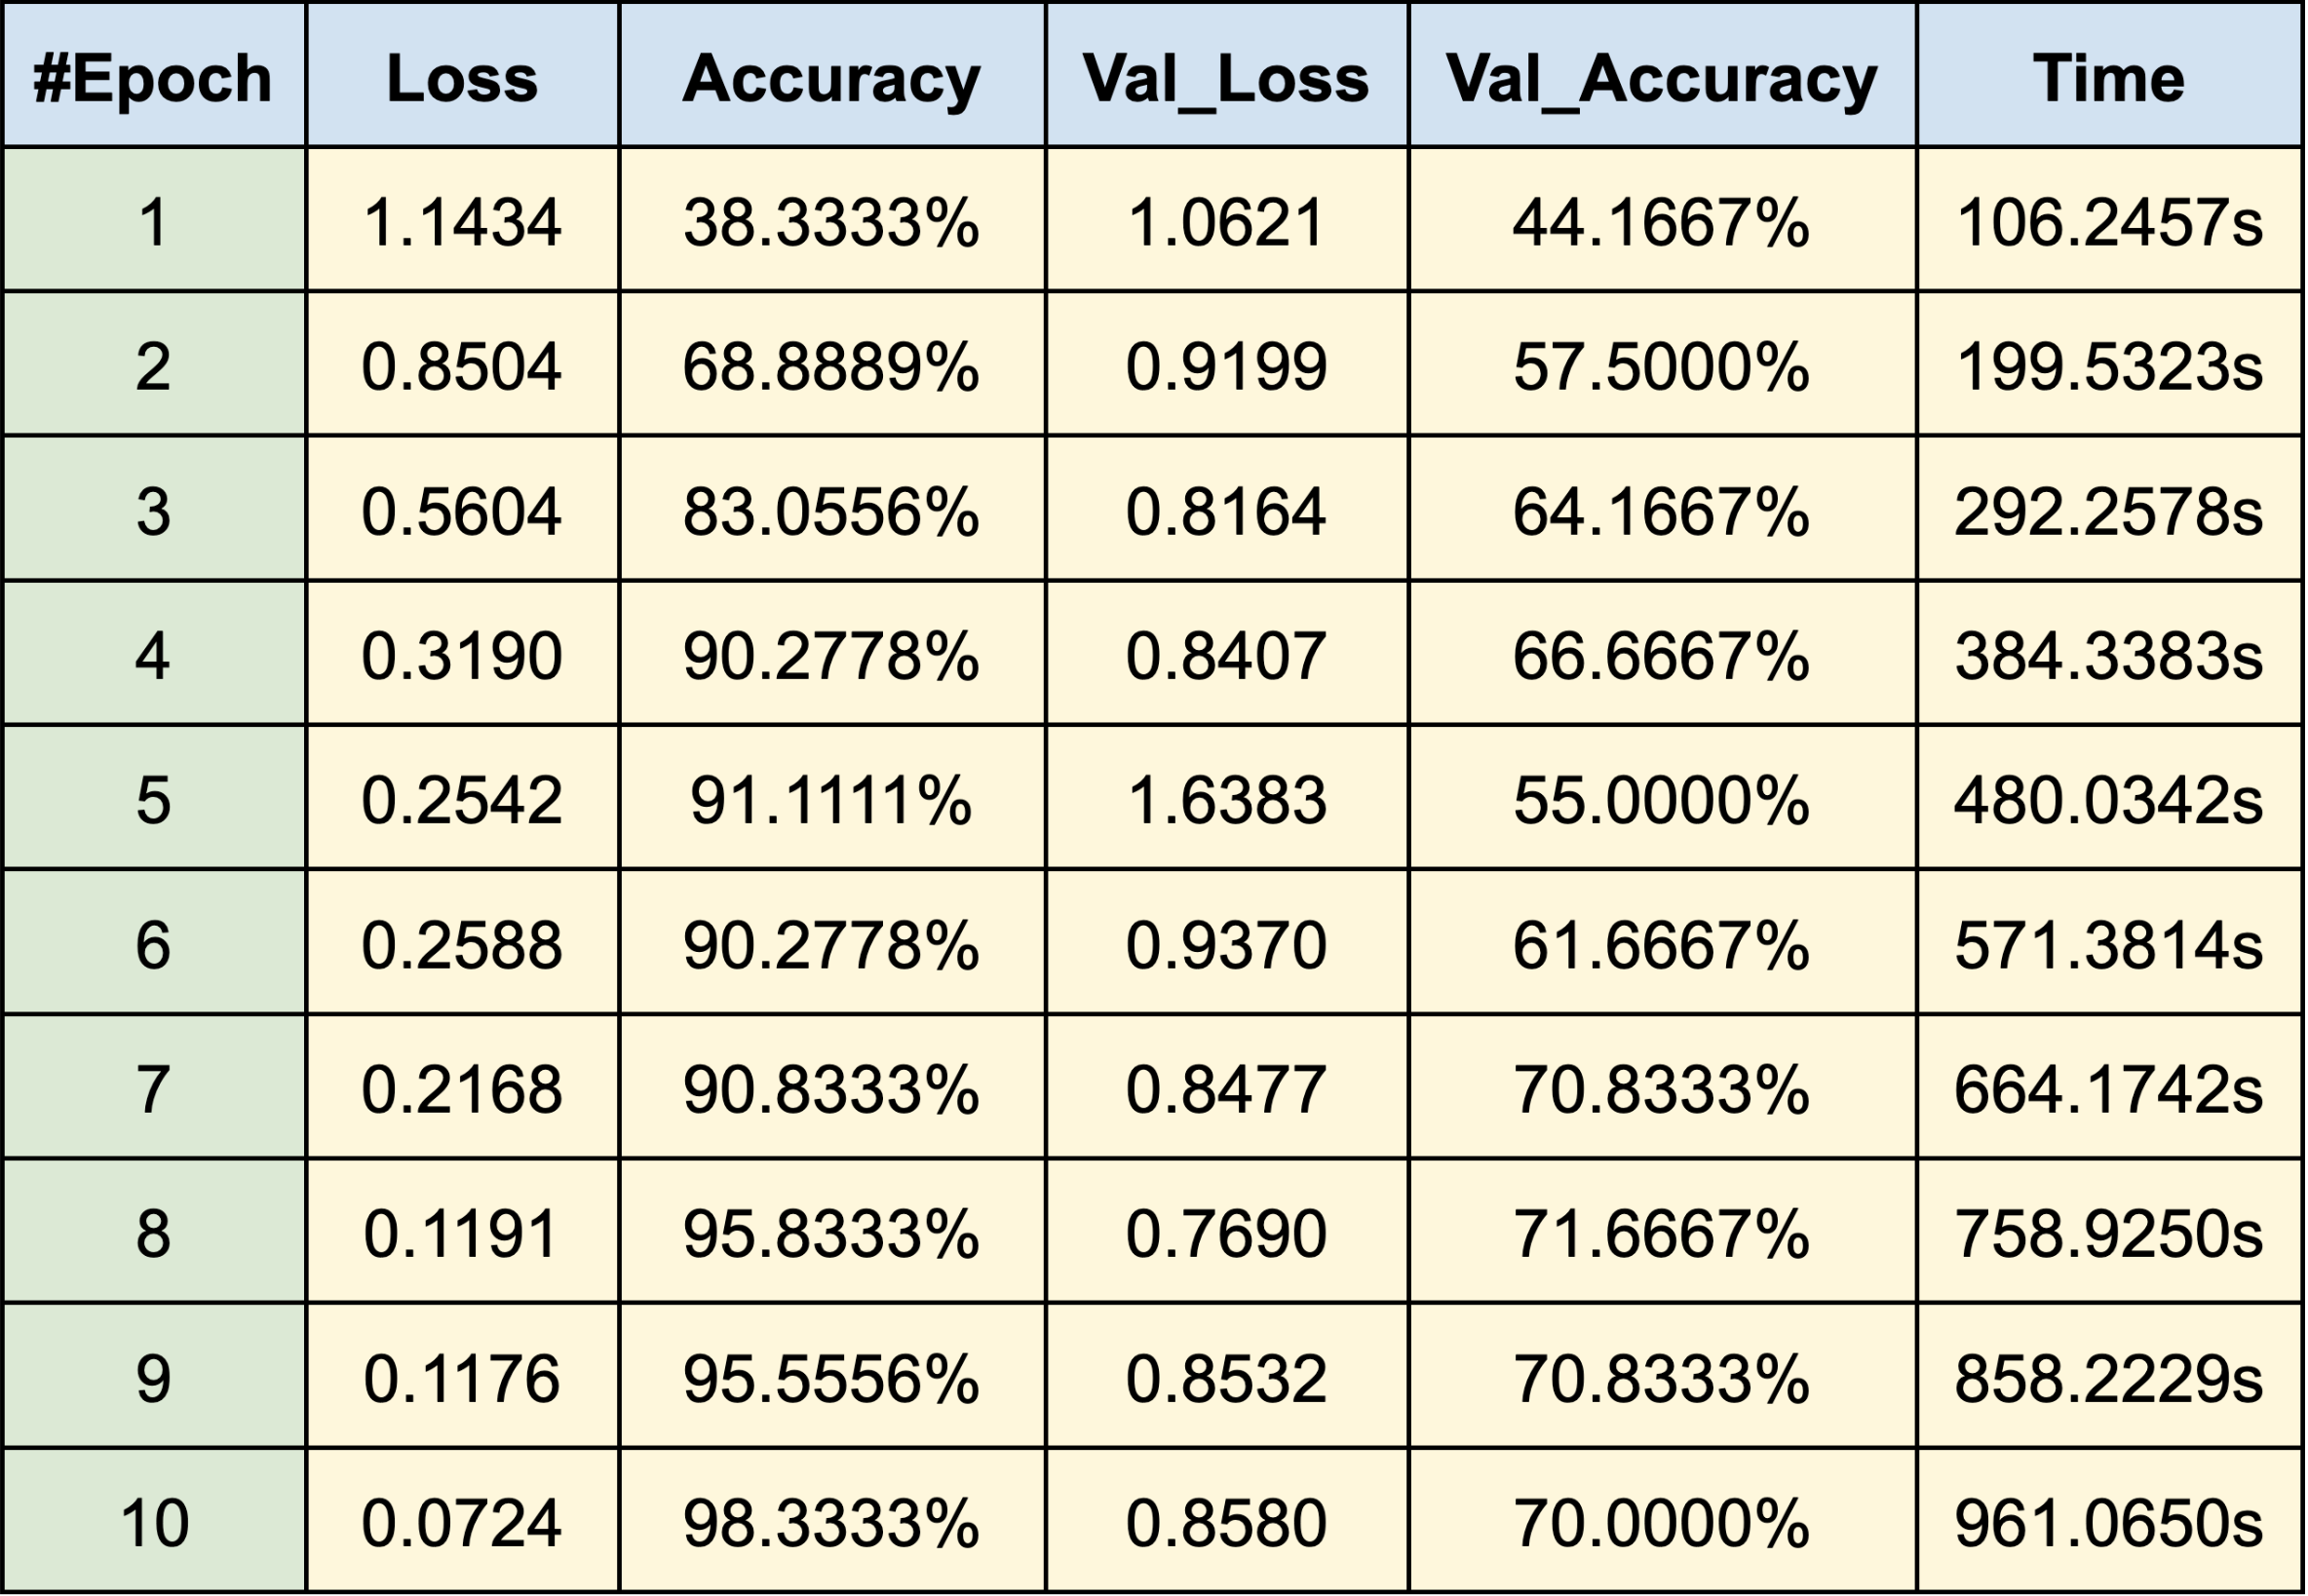 #Epoch Loss Accuracy Val_Loss Val_Accuracy Time
1 1.1434 38.3333% 1.0621 44.1667% 106.2457s
2 0.8504 68.8889% 0.9199 57.5000% 199.5323s
3 0.5604 83.0556% 0.8164 64.1667% 292.2578s
4 0.3190 90.2778% 0.8407 66.6667% 384.3383s
5 0.2542 91.1111% 1.6383 55.0000% 480.0342s
6 0.2588 90.2778% 0.9370 61.6667% 571.3814s
7 0.2168 90.8333% 0.8477 70.8333% 664.1742s
8 0.1191 95.8333% 0.7690 71.6667% 758.9250s
9 0.1176 95.5556% 0.8532 70.8333% 858.2229s
10 0.0724 98.3333% 0.8580 70.0000% 961.0650s